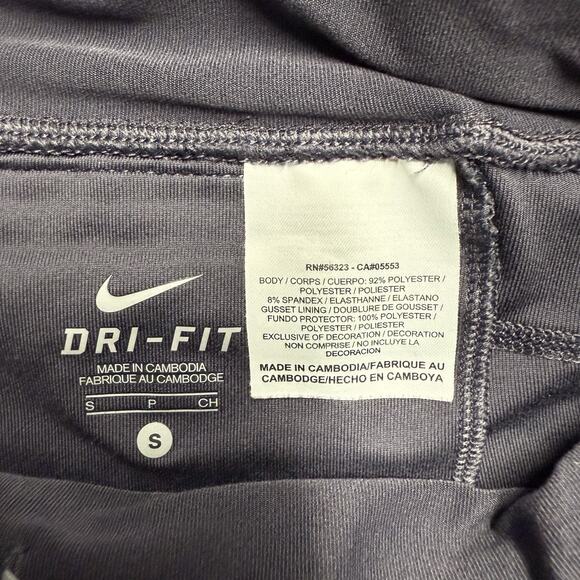 DRI-FIT
MADE IN CAMBODIA
FABRIQUE AU CAMBODGE
S P CH
S
RN#56323 - CA#05553
BODY / CORPS / CUERPO: 92% POLYESTER /
POLYESTER / POLIESTER
8% SPANDEX / ELASTHANNE / ELASTANO
GUSSET LINING / DOUBLURE DE GOUSSET /
FUNDO PROTECTOR: 100% POLYESTER /
POLYESTER / POLIESTER
EXCLUSIVE OF DECORATION / DECORATION
NON COMPRISE / NO INCLUYE LA
DECORACION
MADE IN CAMBODIA/FABRIQUE AU
CAMBODGE/HECHO EN CAMBOYA